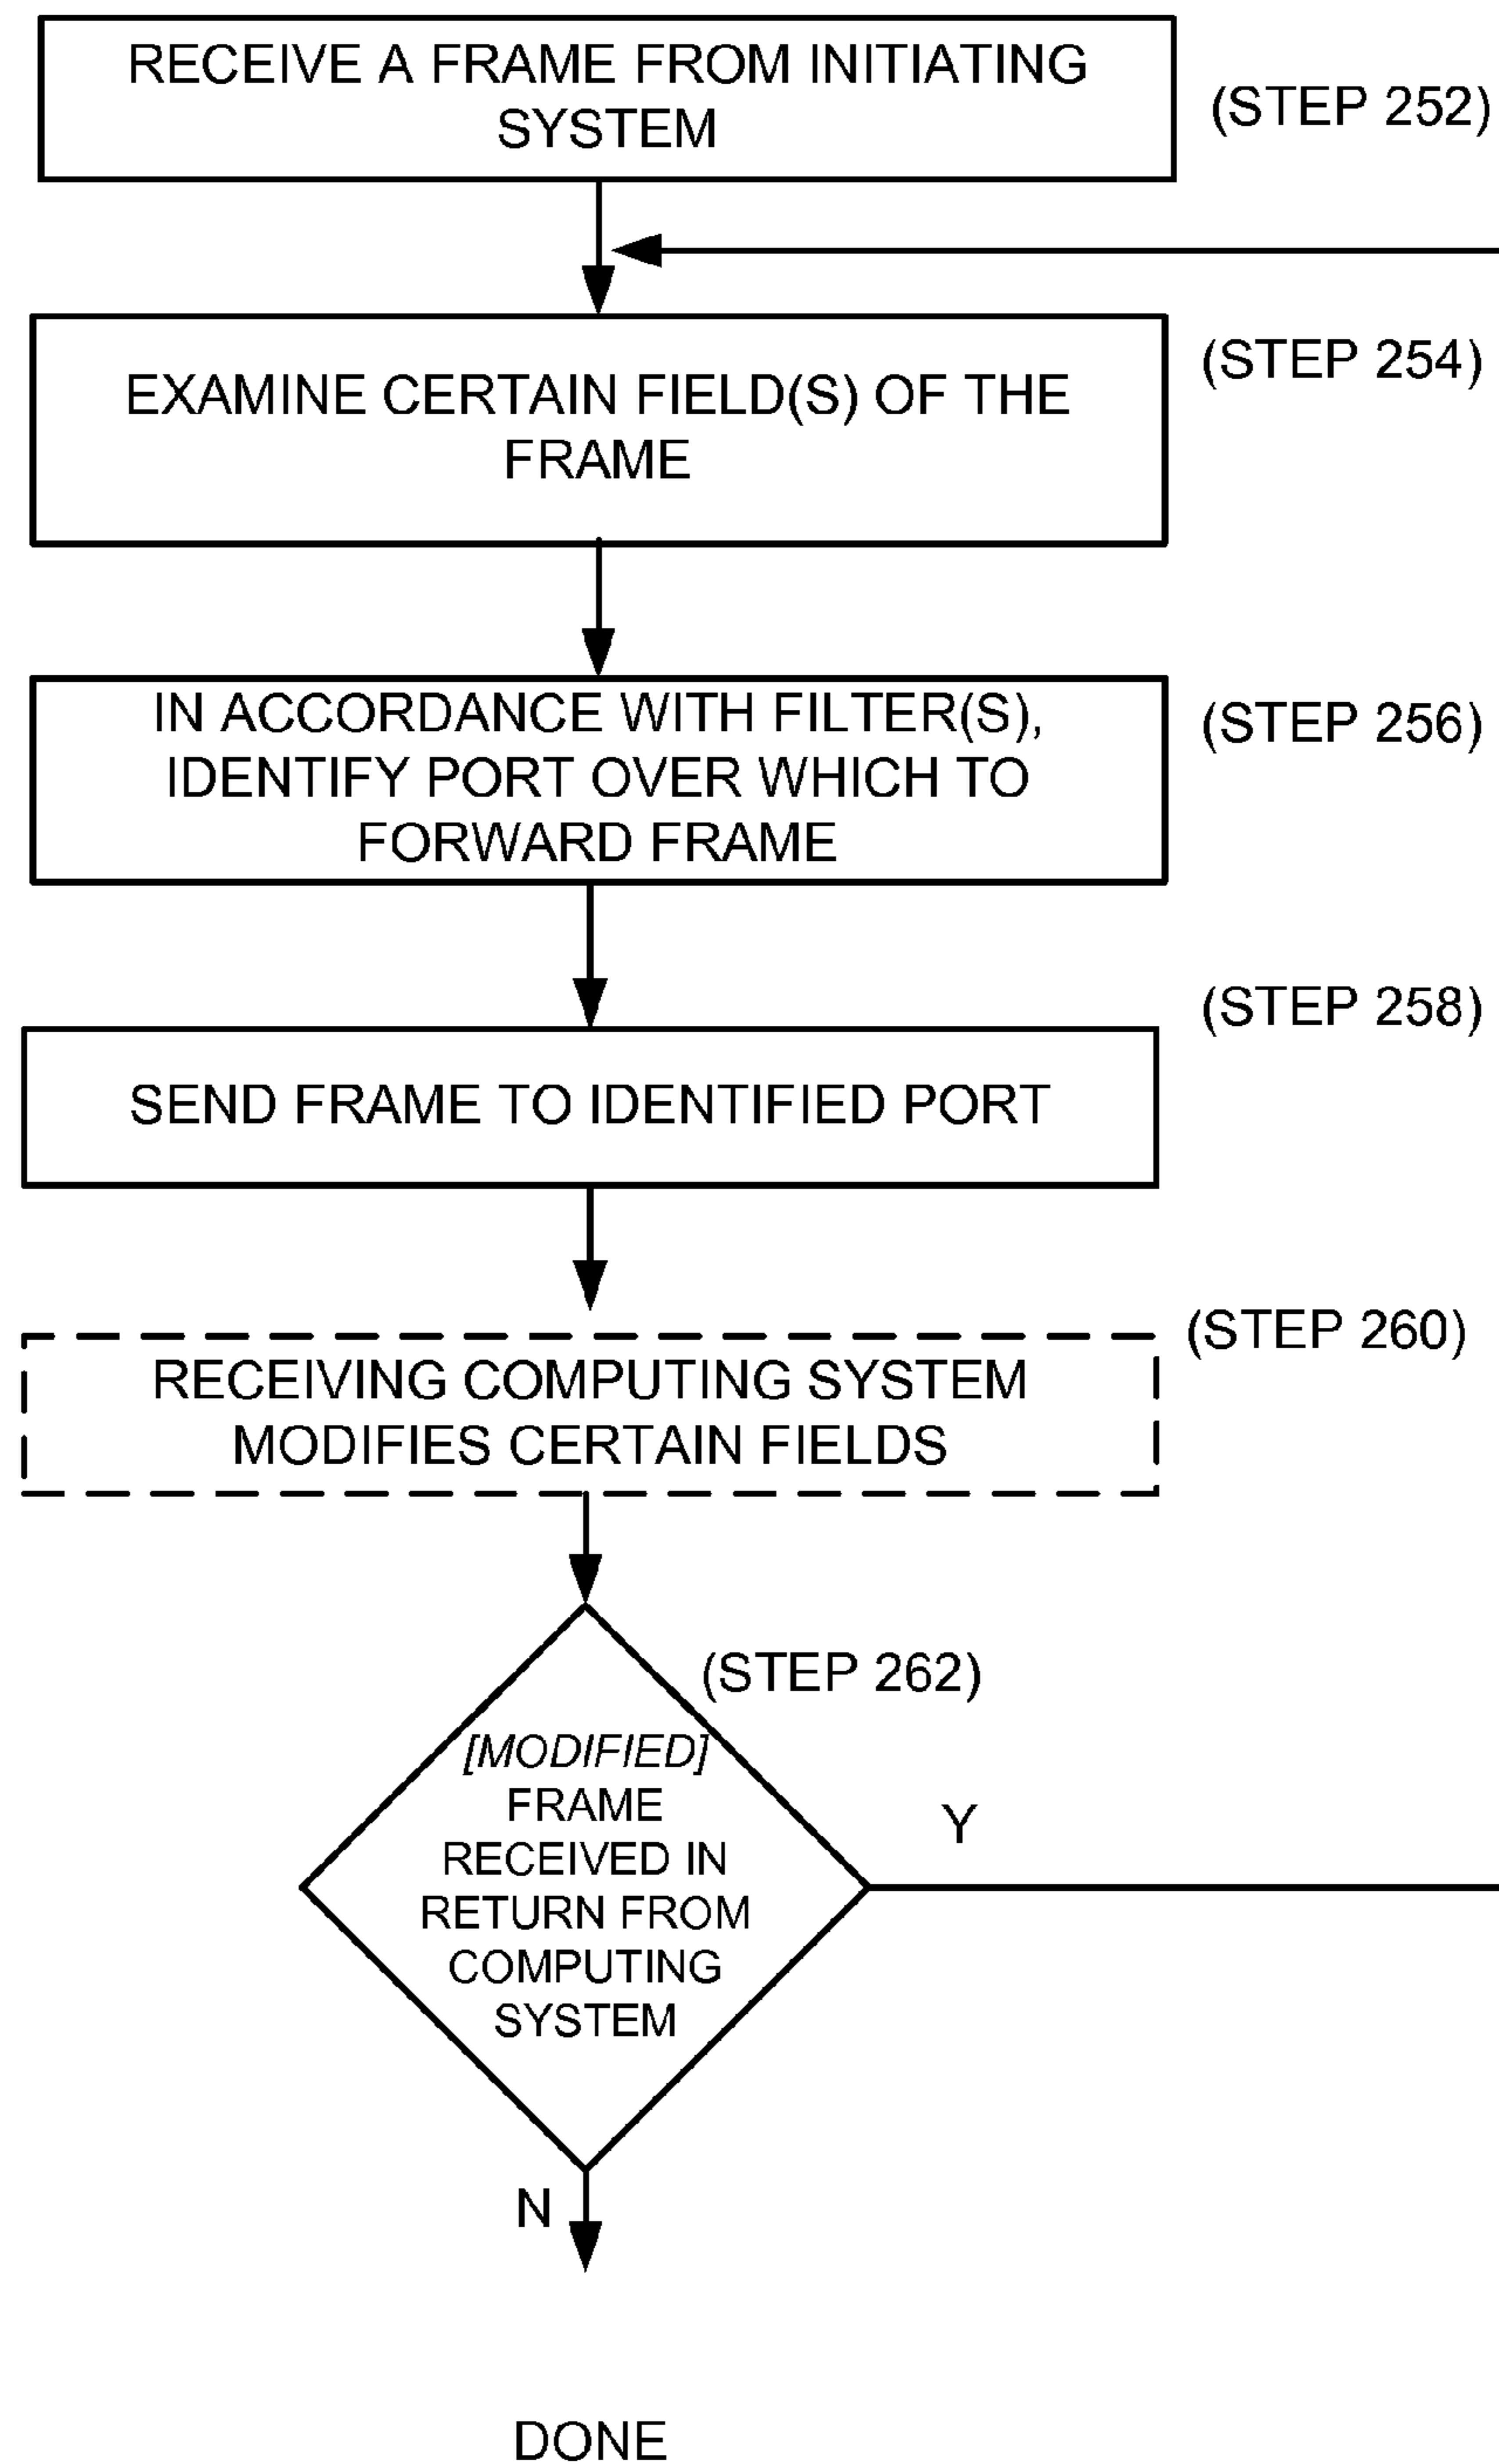 RECEIVE A FRAME FROM INITIATING
SYSTEM
(STEP 252)
EXAMINE CERTAIN FIELD(S) OF THE
FRAME
(STEP 254)
IN ACCORDANCE WITH FILTER(S),
IDENTIFY PORT OVER WHICH TO
FORWARD FRAME
(STEP 256)
SEND FRAME TO IDENTIFIED PORT
(STEP 258)
RECEIVING COMPUTING SYSTEM
MODIFIES CERTAIN FIELDS
(STEP 260)
(STEP 262)
[MODIFIED]
FRAME
RECEIVED IN
RETURN FROM
COMPUTING
SYSTEM
Y
N
DONE